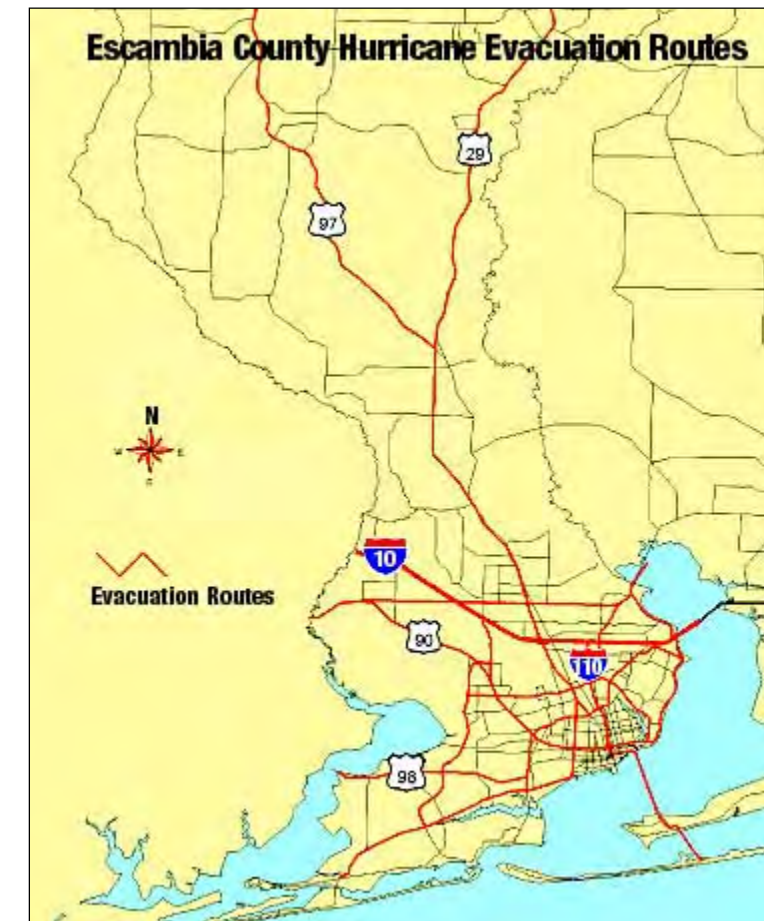 Escambia County Hurricane Evacuation Routes
29
97
N
W E
S
10
Evacuation Routes
90
110
98